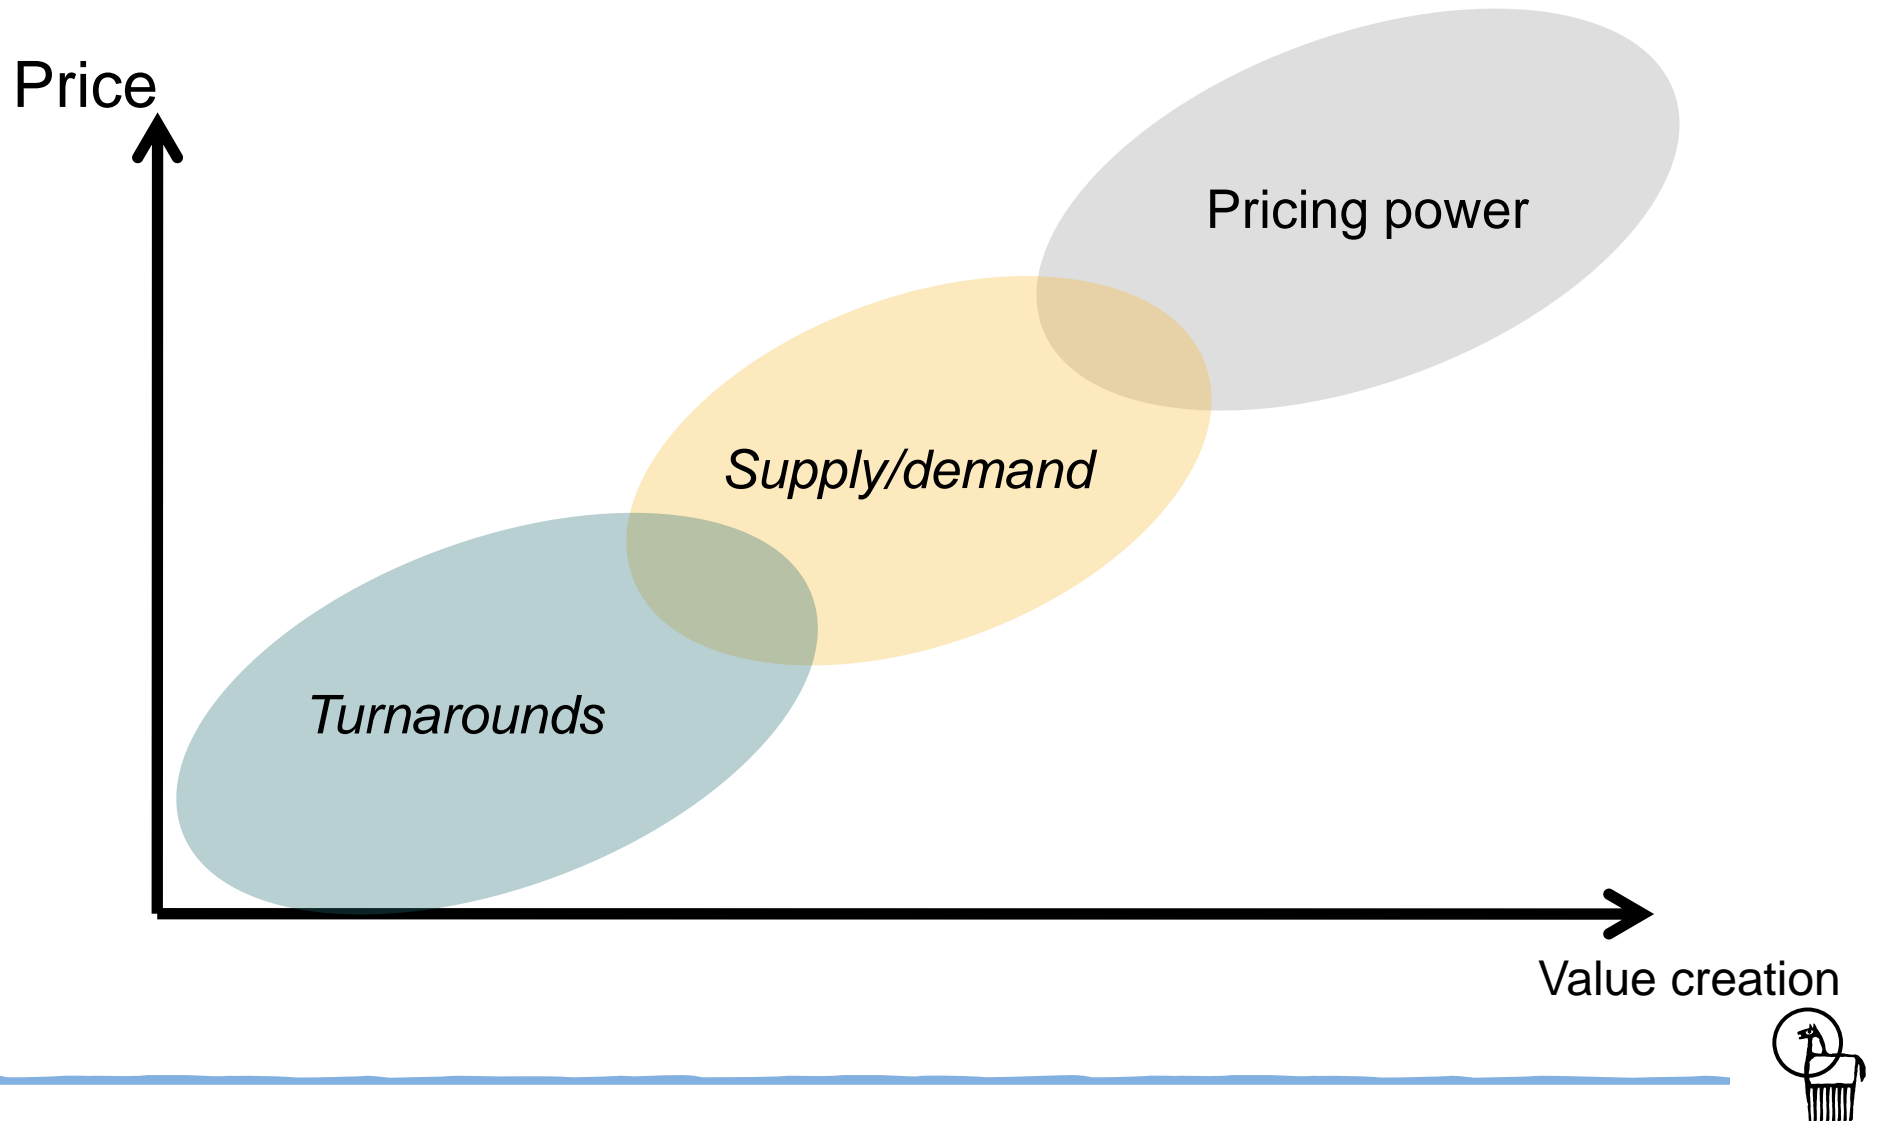 Price
Pricing power
Supply/demand
Turnarounds
Value creation